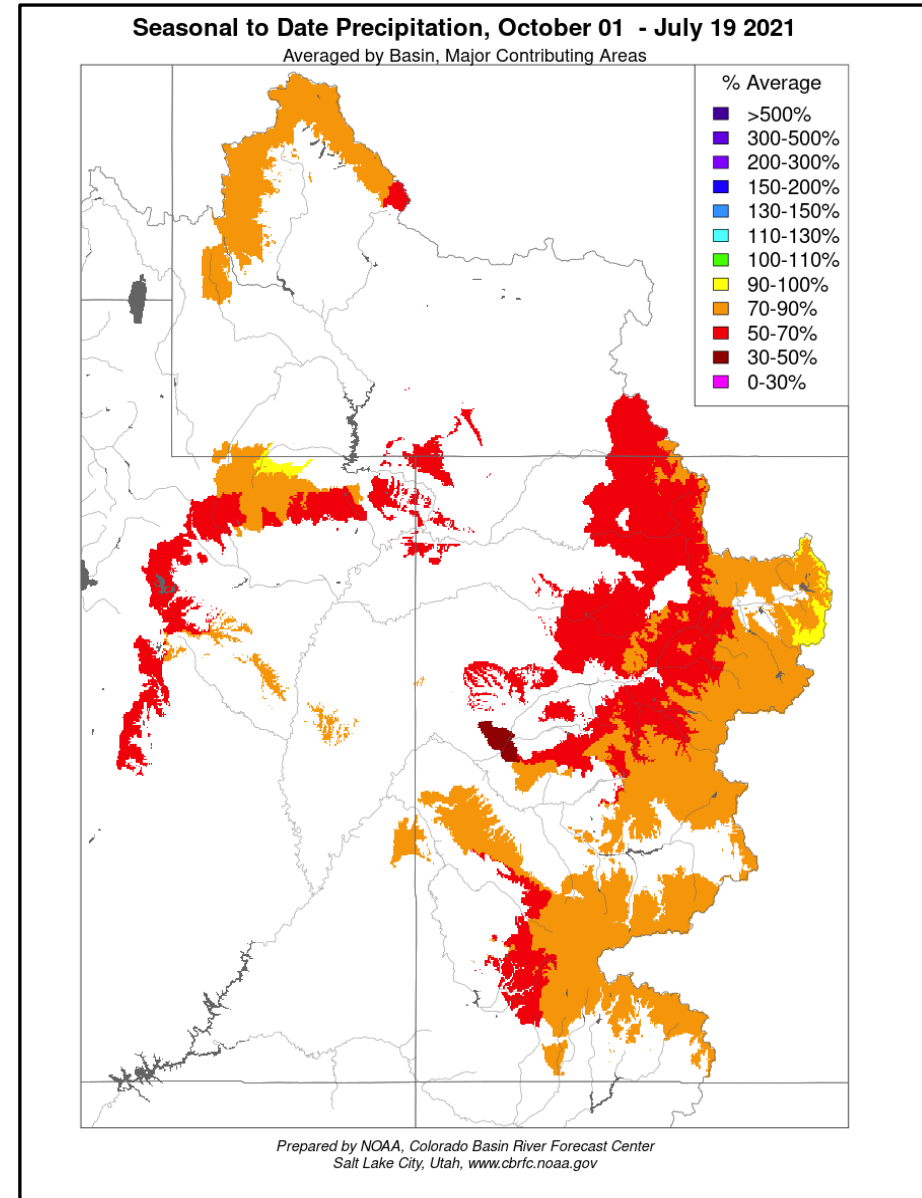 Seasonal to Date Precipitation, October 01 - July 19 2021
Averaged by Basin, Major Contributing Areas
% Average
>500%
300-500%
200-300%
150-200%
130-150%
110-130%
100-110%
90-100%
70-90%
50-70%
30-50%
0-30%
Prepared by NOAA, Colorado Basin River Forecast Center
Salt Lake City, Utah, www.cbrfc.noaa.gov